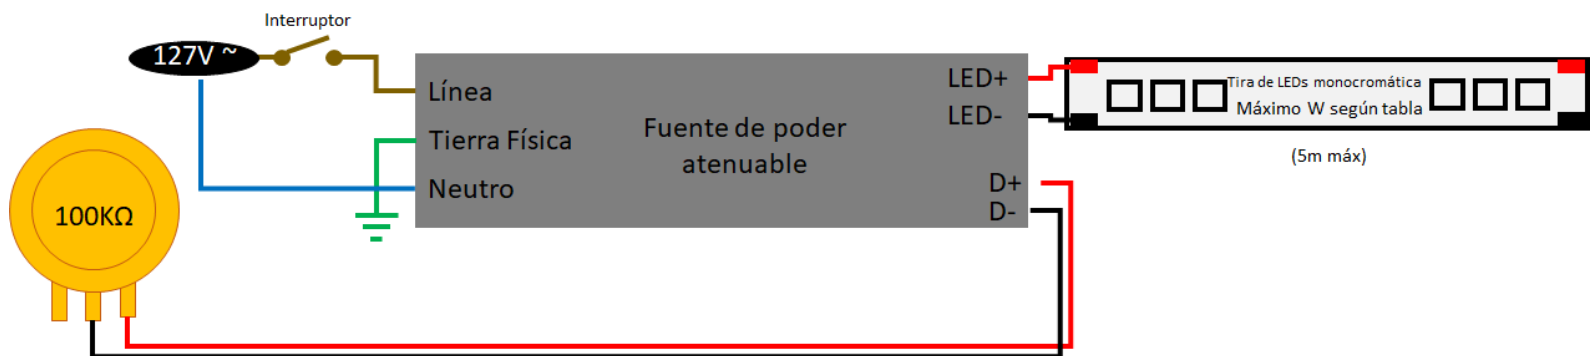 Interruptor
127V ~
Línea
Tierra Física
Neutro
Fuente de poder
atenuable
LED+
LED-
D+
D-
Tira de LEDs monocromática
Máximo W según tabla
(5m máx)
100KΩ